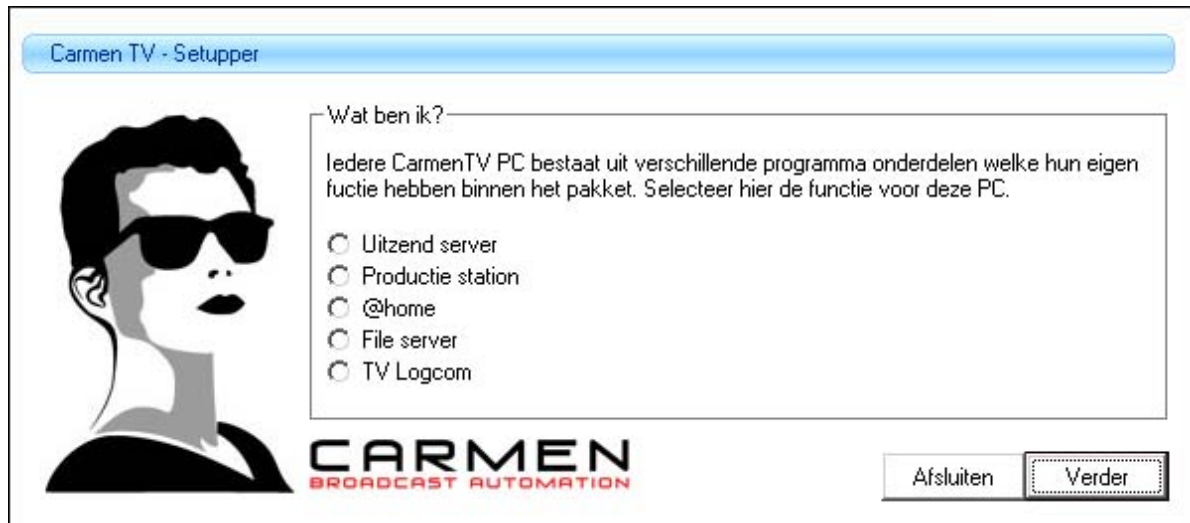 Carmen TV - Setupper
Wat ben ik?
Iedere CarmenTV PC bestaat uit verschillende programma onderdelen welke hun eigen
fuctie hebben binnen het pakket. Selecteer hier de functie voor deze PC.
Uitzend server
Productie station
@home
File server
TV Logcom
CARMEN
BROADCAST AUTOMATION
Afsluiten
Verder